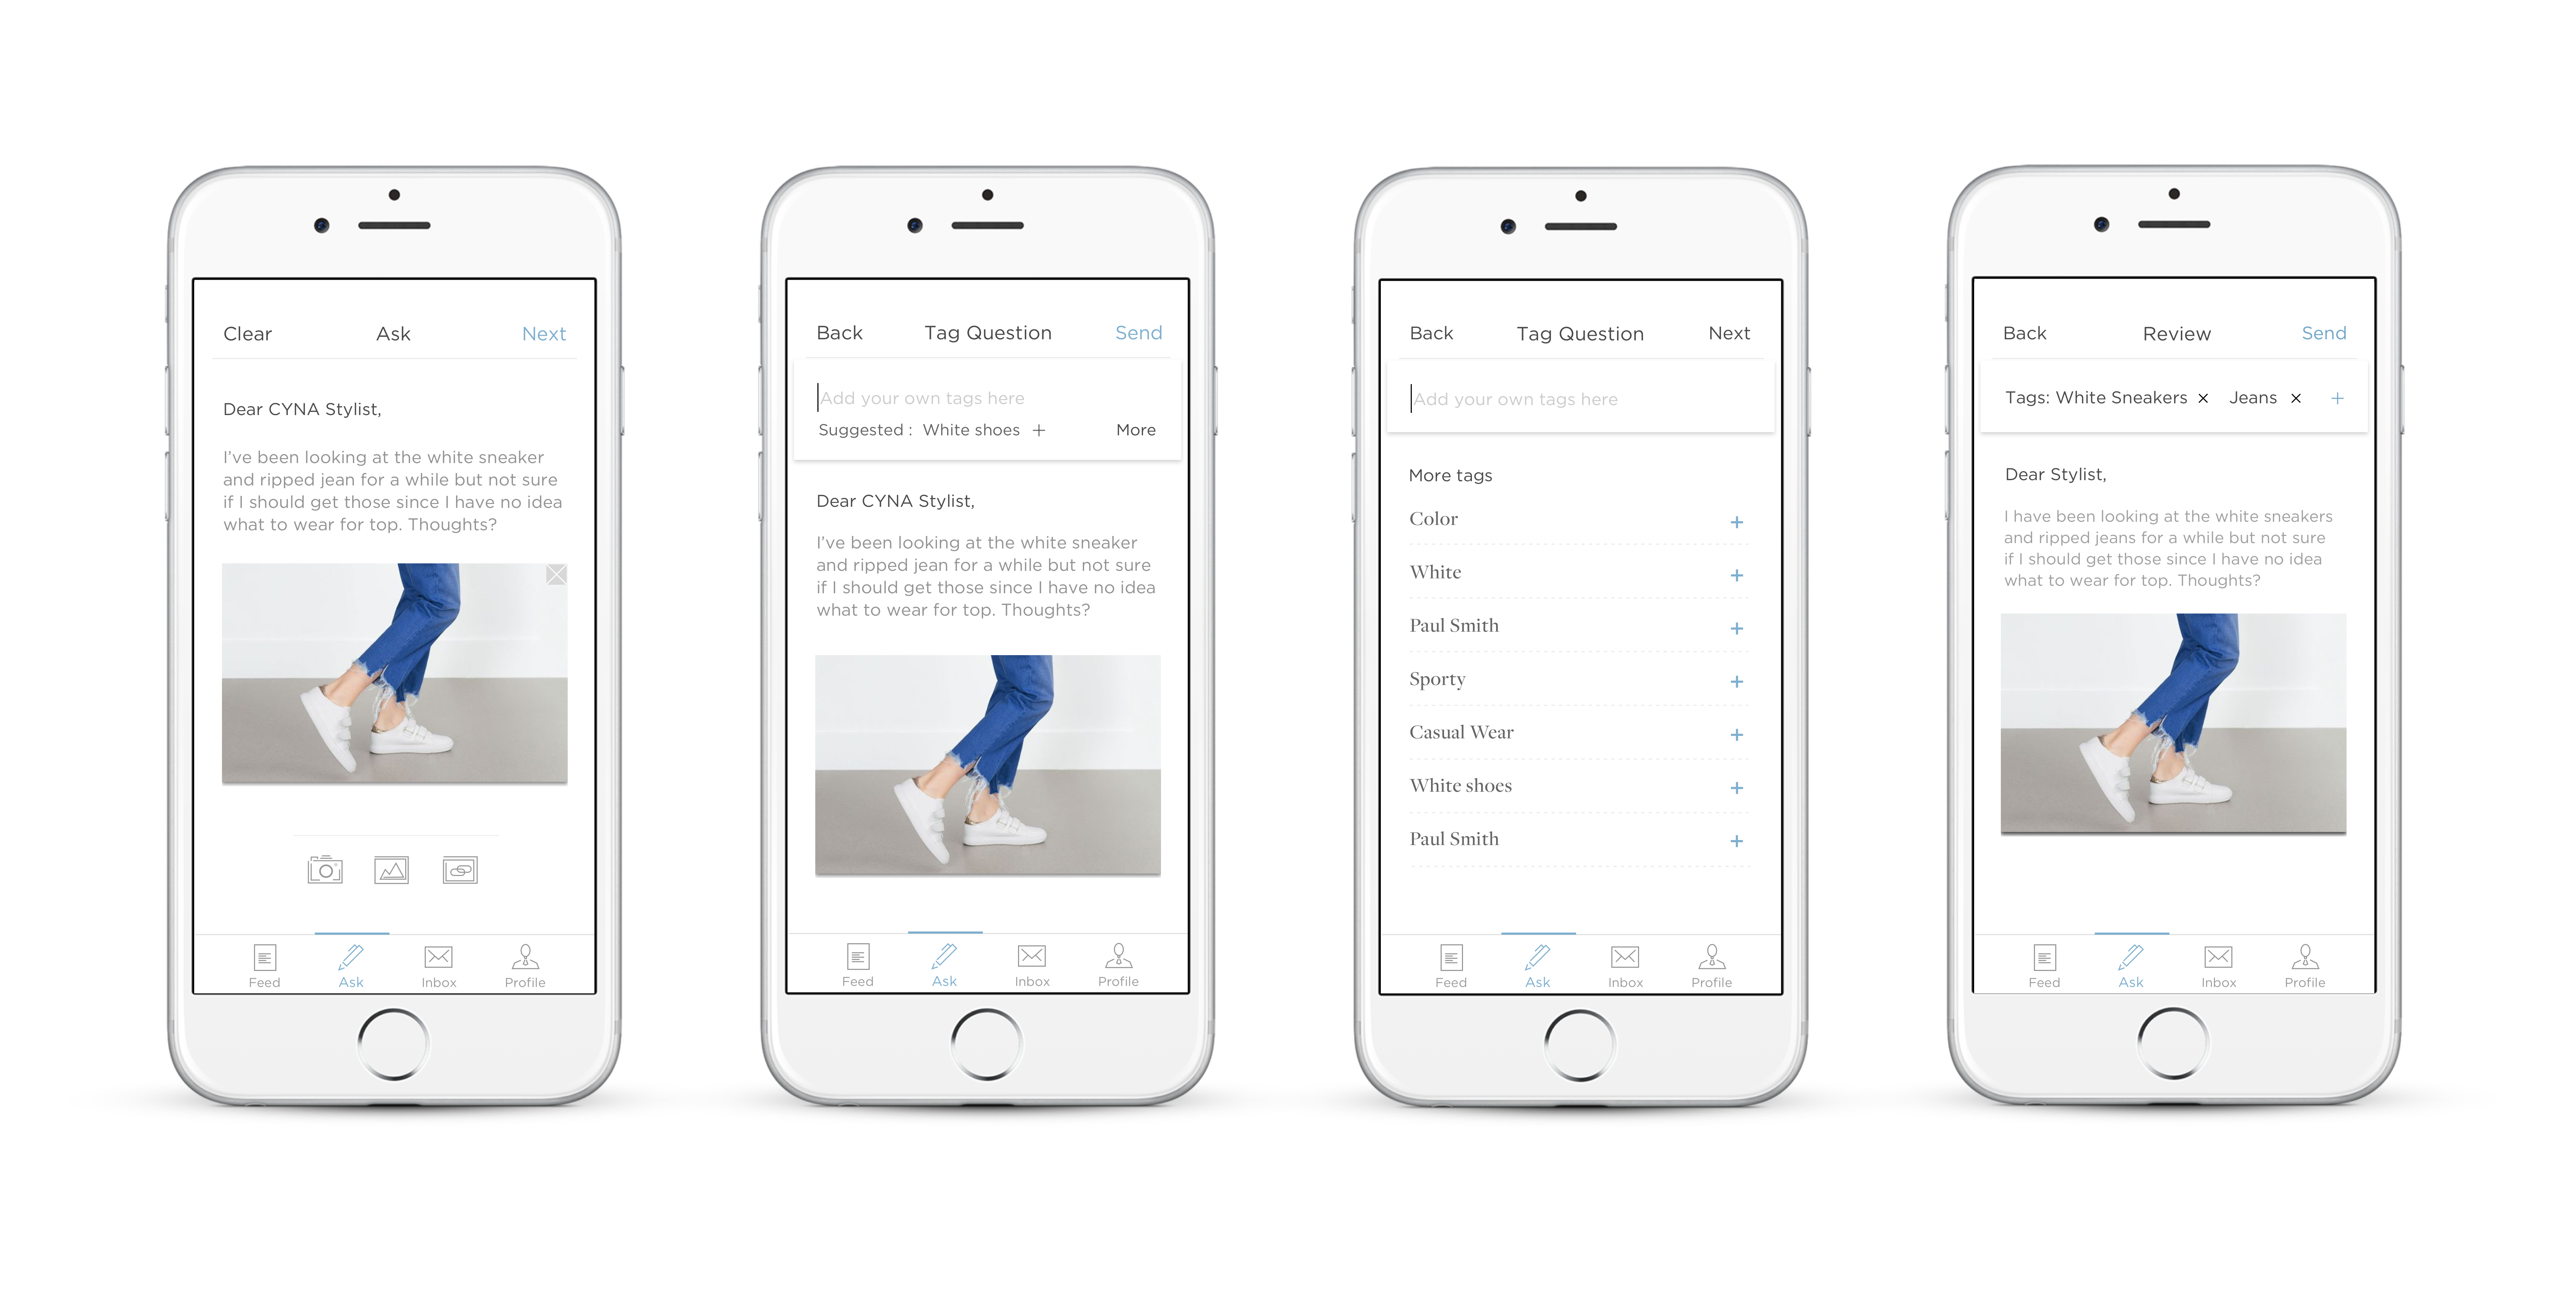 Clear Ask Next
Dear CYNA Stylist,
I've been looking at the white sneaker
and ripped jean for a while but not sure
if I should get those since I have no idea
what to wear for top. Thoughts?
Feed Ask Inbox Profile
Back Tag Question Send
Add your own tags here
Suggested : White shoes + More
Dear CYNA Stylist,
I've been looking at the white sneaker
and ripped jean for a while but not sure
if I should get those since I have no idea
what to wear for top. Thoughts?
Feed Ask Inbox Profile
Back Tag Question Next
Add your own tags here
More tags
Color +
White +
Paul Smith +
Sporty +
Casual Wear +
White shoes +
Paul Smith +
Feed Ask Inbox Profile
Back Review Send
Tags: White Sneakers × Jeans × +
Dear Stylist,
I have been looking at the white sneakers
and ripped jeans for a while but not sure
if I should get those since I have no idea
what to wear for top. Thoughts?
Feed Ask Inbox Profile